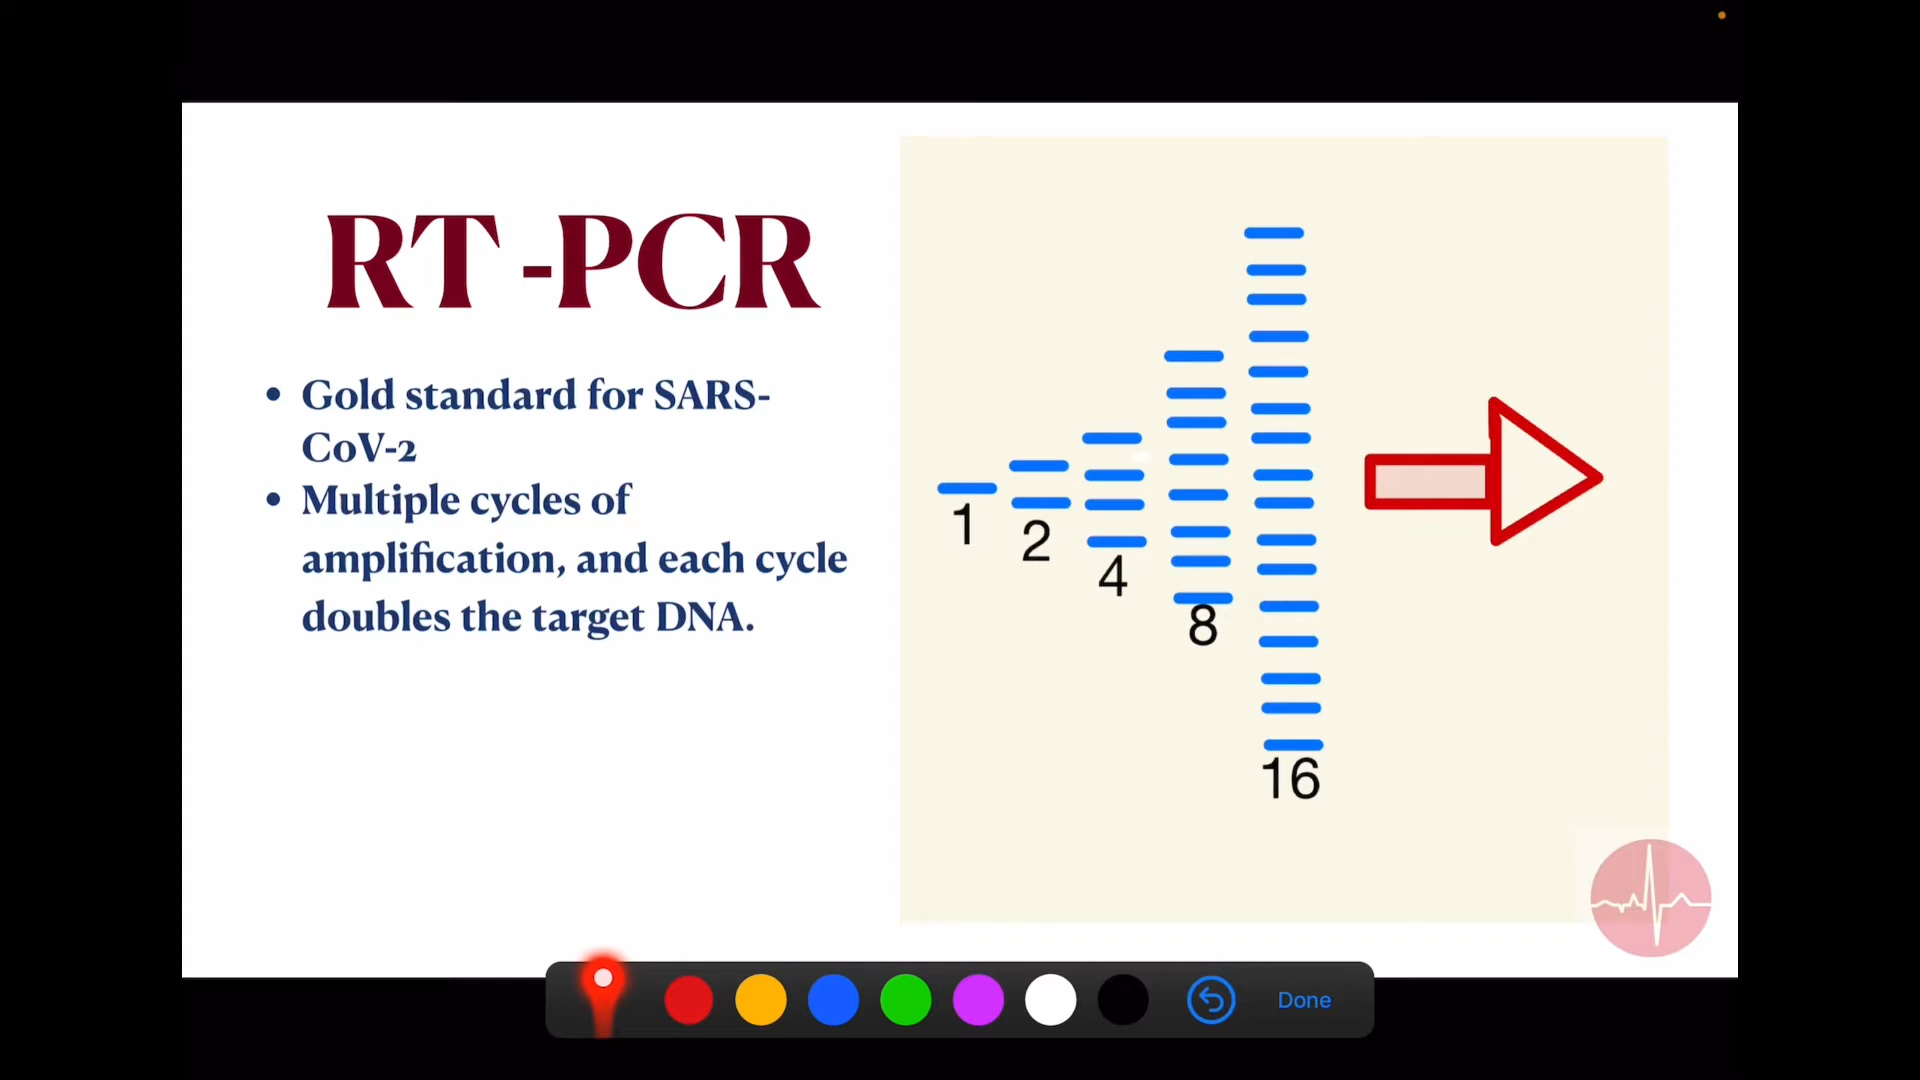 RT -PCR
• Gold standard for SARS-
CoV-2
• Multiple cycles of
amplification, and each cycle
doubles the target DNA.
1
2
4
8
16
Done